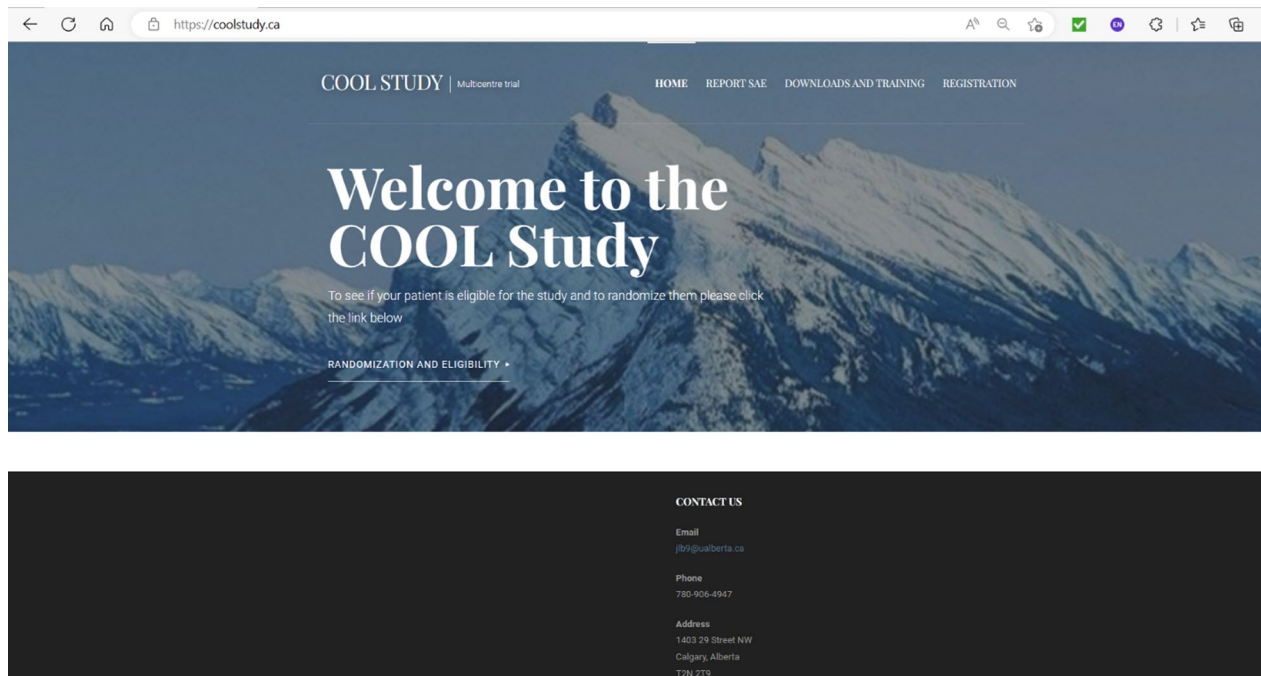 https://coolstudy.ca
EN
COOL STUDY | Multicentre trial
HOME REPORT SAE DOWNLOADS AND TRAINING REGISTRATION
Welcome to the
COOL Study
To see if your patient is eligible for the study and to randomize them please click
the link below
RANDOMIZATION AND ELIGIBILITY
CONTACT US
Email
jlb9@ualberta.ca
Phone
780-906-4947
Address
1403 29 Street NW
Calgary, Alberta
T2N 2T9